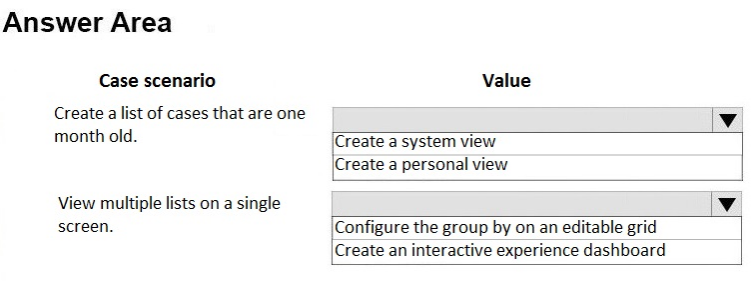 Answer Area
Case scenario
Value
Create a list of cases that are one
month old.
Create a system view
Create a personal view
View multiple lists on a single
screen.
Configure the group by on an editable grid
Create an interactive experience dashboard